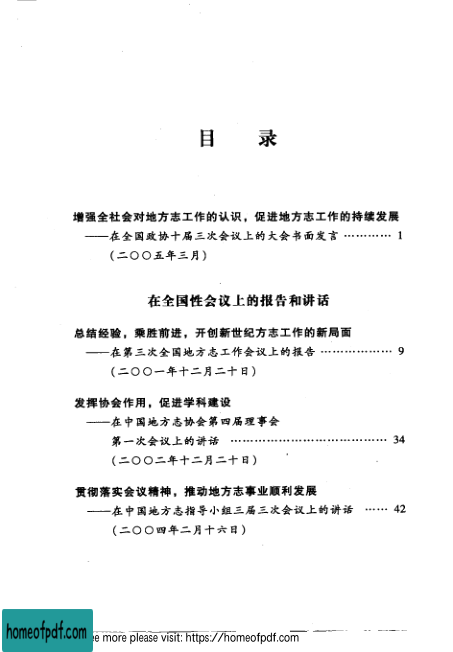 目 录
增强全社会对地方志工作的认识，促进地方志工作的持续发展
——在全国政协十届三次会议上的大会书面发言 ………… 1
（二〇〇五年三月）
在全国性会议上的报告和讲话
总结经验，乘胜前进，开创新世纪方志工作的新局面
——在第三次全国地方志工作会议上的报告 ……………… 9
（二〇〇一年十二月二十日）
发挥协会作用，促进学科建设
——在中国地方志协会第四届理事会
第一次会议上的讲话 ………………………………… 34
（二〇〇二年十二月二十日）
贯彻落实会议精神，推动地方志事业顺利发展
——在中国地方志指导小组三届三次会议上的讲话 …… 42
（二〇〇四年二月十六日）
homeofpdf.com
ee more please visit: https://homeofpdf.com